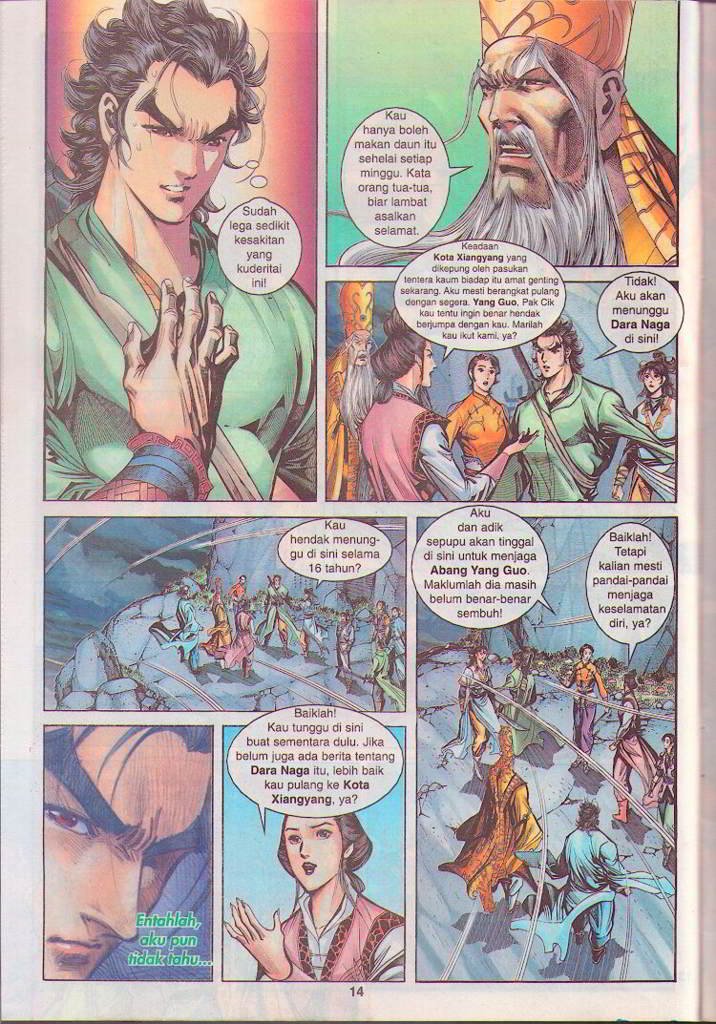 Sudah
lega sedikit
kesakitan
yang
kuderitai
ini!
Kau
hanya boleh
makan daun itu
sehelai setiap
minggu. Kata
orang tua-tua,
biar lambat
asalkan
selamat.
Keadaan
Kota Xiangyang yang
dikepung oleh pasukan
tentera kaum biadap itu amat genting
sekarang. Aku mesti berangkat pulang
dengan segera. Yang Guo, Pak Cik
kau tentu ingin benar hendak
berjumpa dengan kau. Marilah
kau ikut kami, ya?
Tidak!
Aku akan
menunggu
Dara Naga
di sini!
Kau
hendak menung-
gu di sini selama
16 tahun?
Aku
dan adik
sepupu akan tinggal
di sini untuk menjaga
Abang Yang Guo.
Maklumlah dia masih
belum benar-benar
sembuh!
Baiklah!
Tetapi
kalian mesti
pandai-pandai
menjaga
keselamatan
diri, ya?
Entahlah,
aku pun
tidak tahu...
Baiklah!
Kau tunggu di sini
buat sementara dulu. Jika
belum juga ada berita tentang
Dara Naga itu, lebih baik
kau pulang ke Kota
Xiangyang, ya?
14